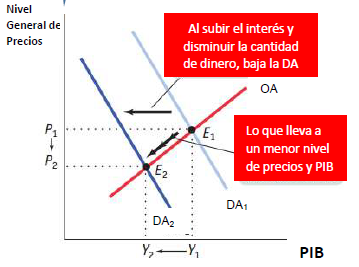 Nivel
General de
Precios
Al subir el interés y
disminuir la cantidad
de dinero, baja la DA
OA
P1
E1
Lo que lleva a
un menor nivel
de precios y PIB
P2
E2
DA2
DA1
Y2
Y1
PIB